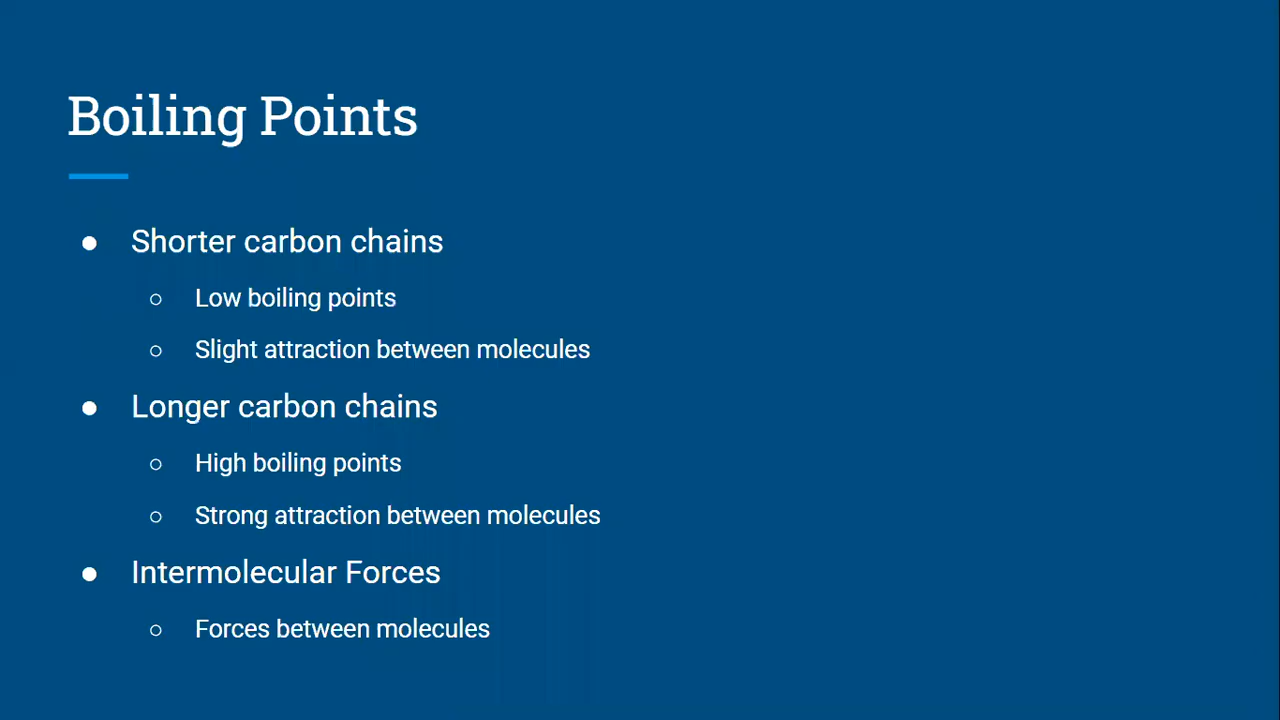 Boiling Points
● Shorter carbon chains
○ Low boiling points
○ Slight attraction between molecules
● Longer carbon chains
○ High boiling points
○ Strong attraction between molecules
● Intermolecular Forces
○ Forces between molecules